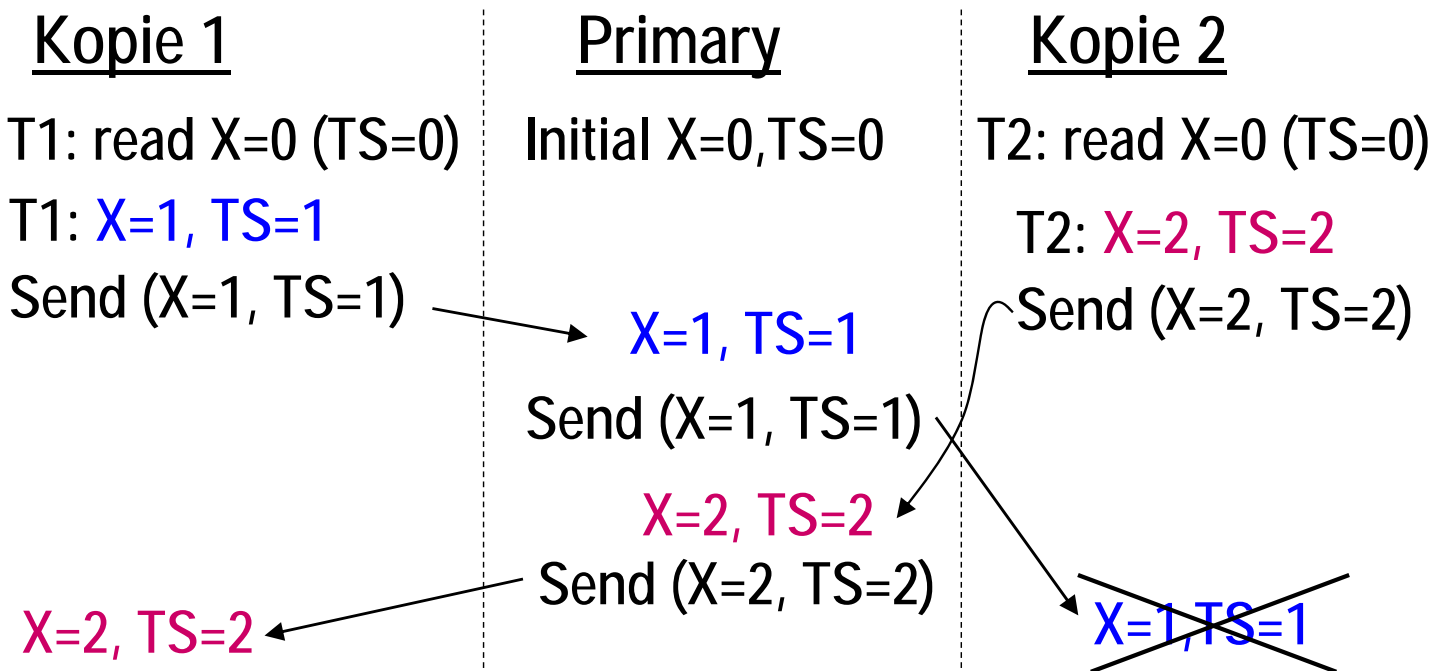 Kopie 1
T1: read X=0 (TS=0)
T1: X=1, TS=1
Send (X=1, TS=1)
X=2, TS=2
Primary
Initial X=0,TS=0
X=1, TS=1
Send (X=1, TS=1)
X=2, TS=2
Send (X=2, TS=2)
Kopie 2
T2: read X=0 (TS=0)
T2: X=2, TS=2
Send (X=2, TS=2)
X=1,TS=1